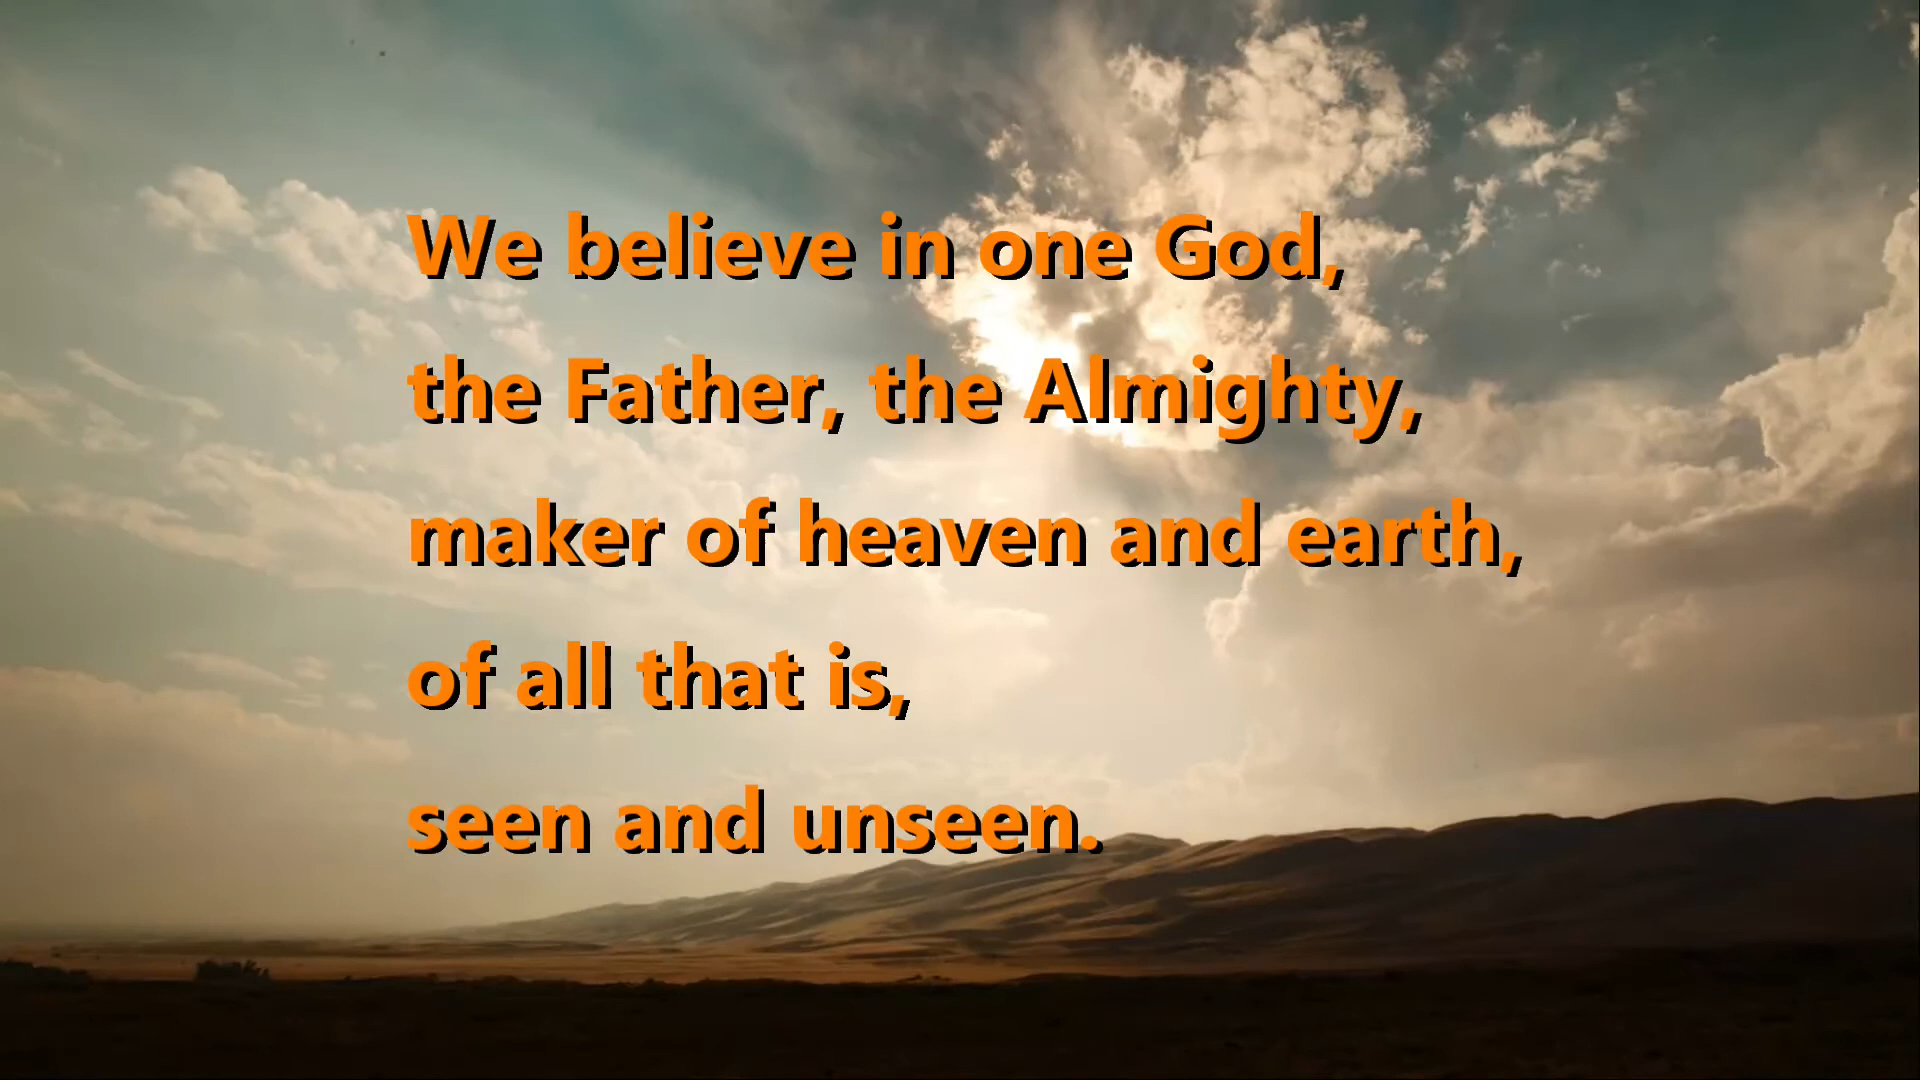 We believe in one God,
the Father, the Almighty,
maker of heaven and earth,
of all that is,
seen and unseen.